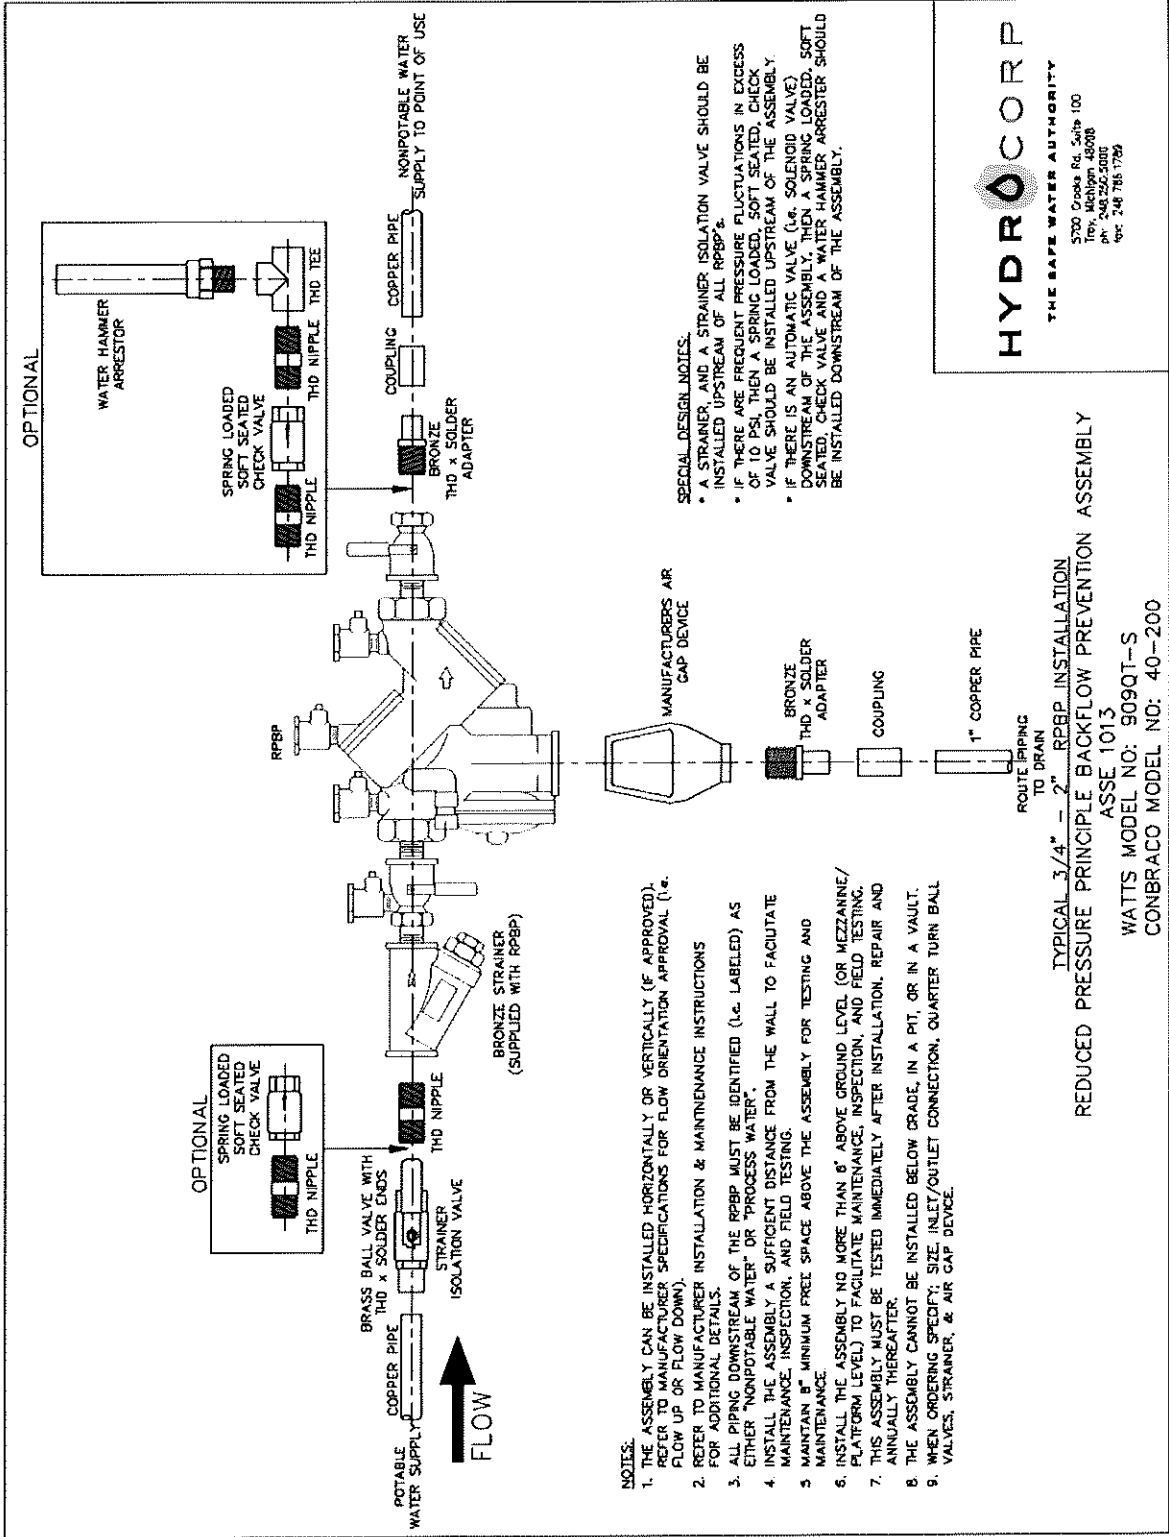 OPTIONAL
WATER HAMMER
ARRESTOR
SPRING LOADED
SOFT SEATED
CHECK VALVE
THD NIPPLE
THD NIPPLE
THD TEE
OPTIONAL
SPRING LOADED
SOFT SEATED
CHECK VALVE
THD NIPPLE
POTABLE
WATER SUPPLY
COPPER PIPE
FLOW
BRASS BALL VALVE WITH
THD x SOLDER ENDS
STRAINER
ISOLATION VALVE
THD NIPPLE
BRONZE STRAINER
(SUPPLIED WITH RPBP)
RPBP
BRONZE
THD x SOLDER
ADAPTER
COUPLING
COPPER PIPE
NONPOTABLE WATER
SUPPLY TO POINT OF USE
MANUFACTURERS AIR
GAP DEVICE
BRONZE
THD x SOLDER
ADAPTER
COUPLING
1" COPPER PIPE
ROUTE PIPING
TO DRAIN
NOTES:
1. THE ASSEMBLY CAN BE INSTALLED HORIZONTALLY OR VERTICALLY (IF APPROVED).
REFER TO MANUFACTURER SPECIFICATIONS FOR FLOW ORIENTATION APPROVAL (i.e.
FLOW UP OR FLOW DOWN).
2. REFER TO MANUFACTURER INSTALLATION & MAINTNENANCE INSTRUCTIONS
FOR ADDITIONAL DETAILS.
3. ALL PIPING DOWNSTREAM OF THE RPBP MUST BE IDENTIFIED (i.e. LABELED) AS
EITHER "NONPOTABLE WATER" OR "PROCESS WATER".
4. INSTALL THE ASSEMBLY A SUFFICIENT DISTANCE FROM THE WALL TO FACILITATE
MAINTENANCE, INSPECTION, AND FIELD TESTING.
5 MAINTAIN 8" MINIMUM FREE SPACE ABOVE THE ASSEMBLY FOR TESTING AND
MAINTENANCE.
6. INSTALL THE ASSEMBLY NO MORE THAN 6' ABOVE GROUND LEVEL (OR MEZZANINE/
PLATFORM LEVEL) TO FACILITATE MAINTENANCE, INSPECTION, AND FIELD TESTING.
7. THIS ASSEMBLY MUST BE TESTED IMMEDIATELY AFTER INSTALLATION, REPAIR AND
ANNUALLY THEREAFTER.
8. THE ASSEMBLY CANNOT BE INSTALLED BELOW GRADE, IN A PIT, OR IN A VAULT.
9. WHEN ORDERING SPECIFY: SIZE, INLET/OUTLET CONNECTION, QUARTER TURN BALL
VALVES, STRAINER, & AIR GAP DEVICE.
SPECIAL DESIGN NOTES:
* A STRAINER, AND A STRAINER ISOLATION VALVE SHOULD BE
INSTALLED UPSTREAM OF ALL RPBP's.
* IF THERE ARE FREQUENT PRESSURE FLUCTUATIONS IN EXCESS
OF 10 PSI, THEN A SPRING LOADED, SOFT SEATED, CHECK
VALVE SHOULD BE INSTALLED UPSTREAM OF THE ASSEMBLY.
* IF THERE IS AN AUTOMATIC VALVE (i.e. SOLENOID VALVE)
DOWNSTREAM OF THE ASSEMBLY, THEN A SPRING LOADED, SOFT
SEATED, CHECK VALVE AND A WATER HAMMER ARRESTER SHOULD
BE INSTALLED DOWNSTREAM OF THE ASSEMBLY.
TYPICAL 3/4" - 2" RPBP INSTALLATION
REDUCED PRESSURE PRINCIPLE BACKFLOW PREVENTION ASSEMBLY
ASSE 1013
WATTS MODEL NO: 909QT-S
CONBRACO MODEL NO: 40-200
HYDROCORP
THE SAFE WATER AUTHORITY
5700 Crooks Rd. Suite 100
Troy, Michigan 48098
ph: 248.250.5000
fax: 248 786 1788